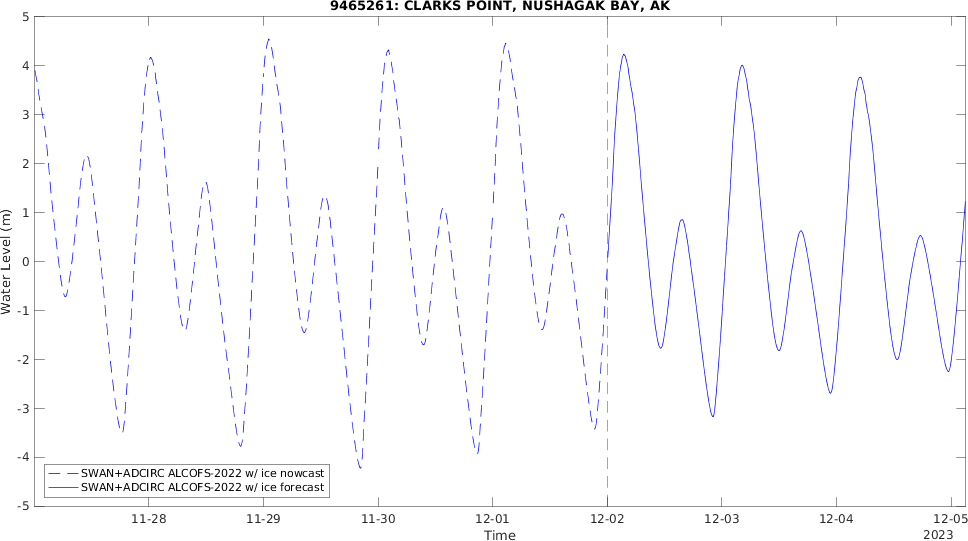 9465261: CLARKS POINT, NUSHAGAK BAY, AK
5
4
3
2
1
0
-1
-2
-3
-4
-5
Water Level (m)
SWAN+ADCIRC ALCOFS-2022 w/ ice nowcast
SWAN+ADCIRC ALCOFS-2022 w/ ice forecast
11-28 11-29 11-30 12-01 12-02 12-03 12-04 12-05
Time 2023